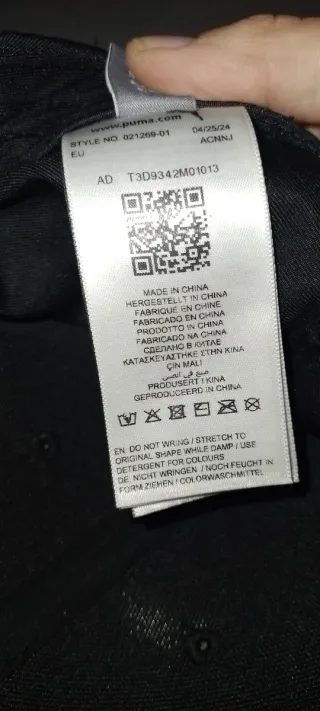 www.puma.com
STYLE NO. 021269-01 04/25/24
EU ACNNJ
AD T3D9342M01013
MADE IN CHINA
HERGESTELLT IN CHINA
FABRIQUÉ EN CHINE
FABRICADO EN CHINA
PRODOTTO IN CHINA
FABRICADO NA CHINA
СДЕЛАНО В КИТАЕ
ΚΑΤΑΣΚΕΥΑΣΤΗΚΕ ΣΤΗΝ ΚΙΝΑ
ÇİN MALI
صنع في الصين
PRODUSERT I KINA
GEPRODUCEERD IN CHINA
EN: DO NOT WRING / STRETCH TO
ORIGINAL SHAPE WHILE DAMP / USE
DETERGENT FOR COLOURS
DE: NICHT WRINGEN / NOCH FEUCHT IN
FORM ZIEHEN / COLORWASCHMITTEL